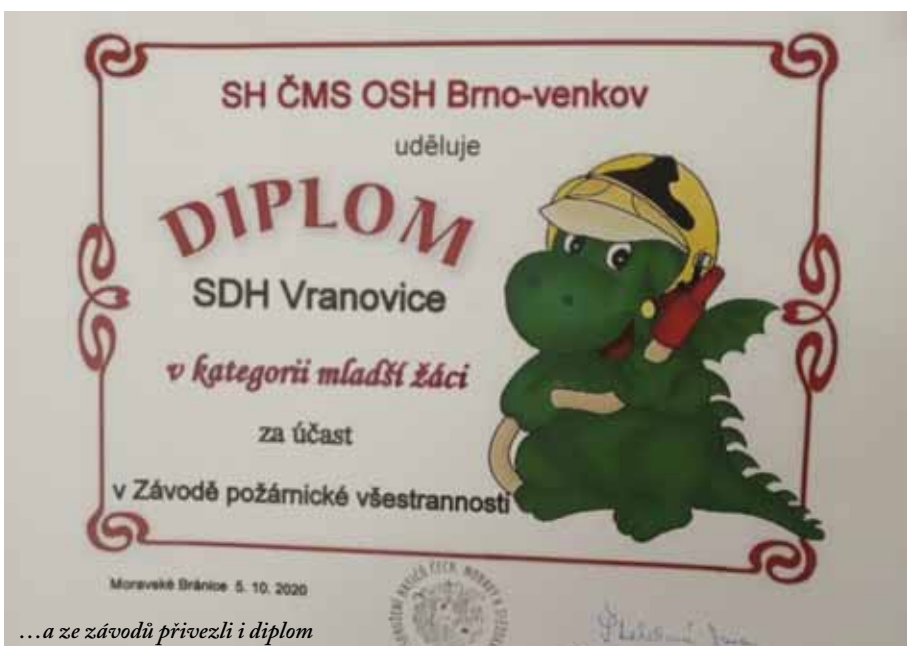 SH ČMS OSH Brno-venkov
uděluje
DIPLOM
SDH Vranovice
v kategorii mladší žáci
za účast
v Závodě požárnické všestrannosti
Moravské Bránice 5. 10. 2020
…a ze závodů přivezli i diplom